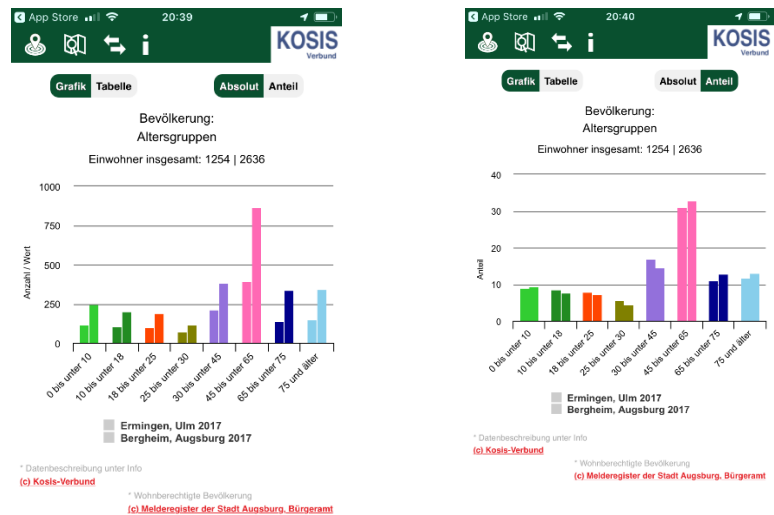 App Store 20:39
KOSIS
Verbund
Grafik Tabelle Absolut Anteil
Bevölkerung:
Altersgruppen
Einwohner insgesamt: 1254 | 2636
1000
750
500
250
0
Anzahl / Wert
0 bis unter 10
10 bis unter 18
18 bis unter 25
25 bis unter 30
30 bis unter 45
45 bis unter 65
65 bis unter 75
75 und älter
Ermingen, Ulm 2017
Bergheim, Augsburg 2017
* Datenbeschreibung unter Info
(c) Kosis-Verbund
* Wohnberechtigte Bevölkerung
(c) Melderegister der Stadt Augsburg, Bürgeramt
App Store 20:40
KOSIS
Verbund
Grafik Tabelle Absolut Anteil
Bevölkerung:
Altersgruppen
Einwohner insgesamt: 1254 | 2636
40
30
20
10
0
Anteil
0 bis unter 10
10 bis unter 18
18 bis unter 25
25 bis unter 30
30 bis unter 45
45 bis unter 65
65 bis unter 75
75 und älter
Ermingen, Ulm 2017
Bergheim, Augsburg 2017
* Datenbeschreibung unter Info
(c) Kosis-Verbund
* Wohnberechtigte Bevölkerung
(c) Melderegister der Stadt Augsburg, Bürgeramt